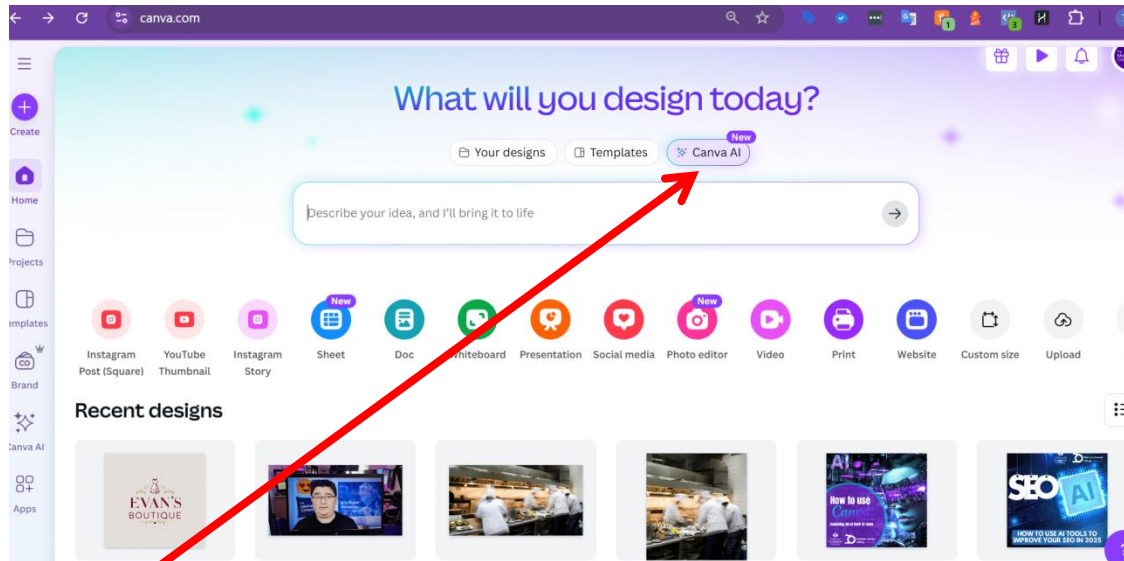 canva.com
1
3
What will you design today?
New
Your designs
Templates
Canva AI
Describe your idea, and I'll bring it to life
Create
Home
Projects
emplates
Brand
Canva AI
Apps
New
New
Instagram
Post (Square)
YouTube
Thumbnail
Instagram
Story
Sheet
Doc
Whiteboard
Presentation
Social media
Photo editor
Video
Print
Website
Custom size
Upload
Recent designs
EVAN'S
BOUTIQUE
AI
How to use
Canva
SEO
AI
HOW TO USE AI TOOLS TO
IMPROVE YOUR SEO IN 2025
?